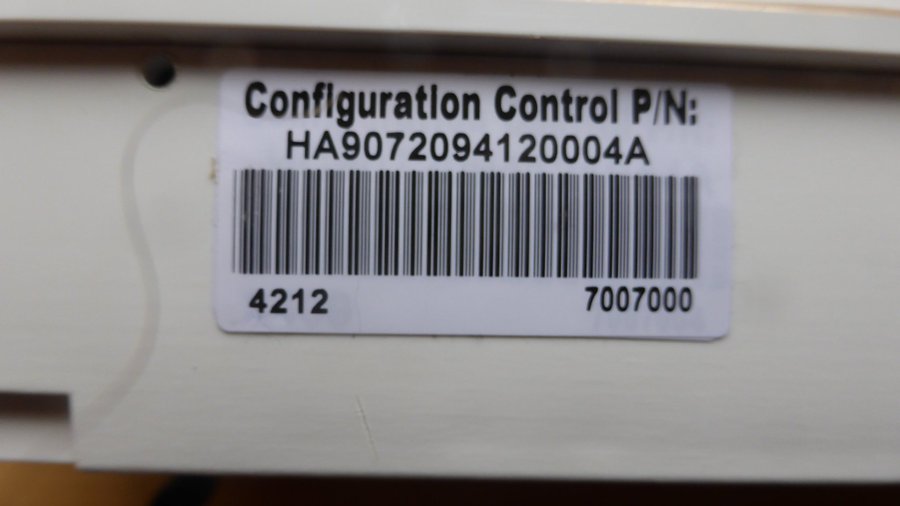 Configuration Control P/N:
HA9072094120004A
4212 7007000